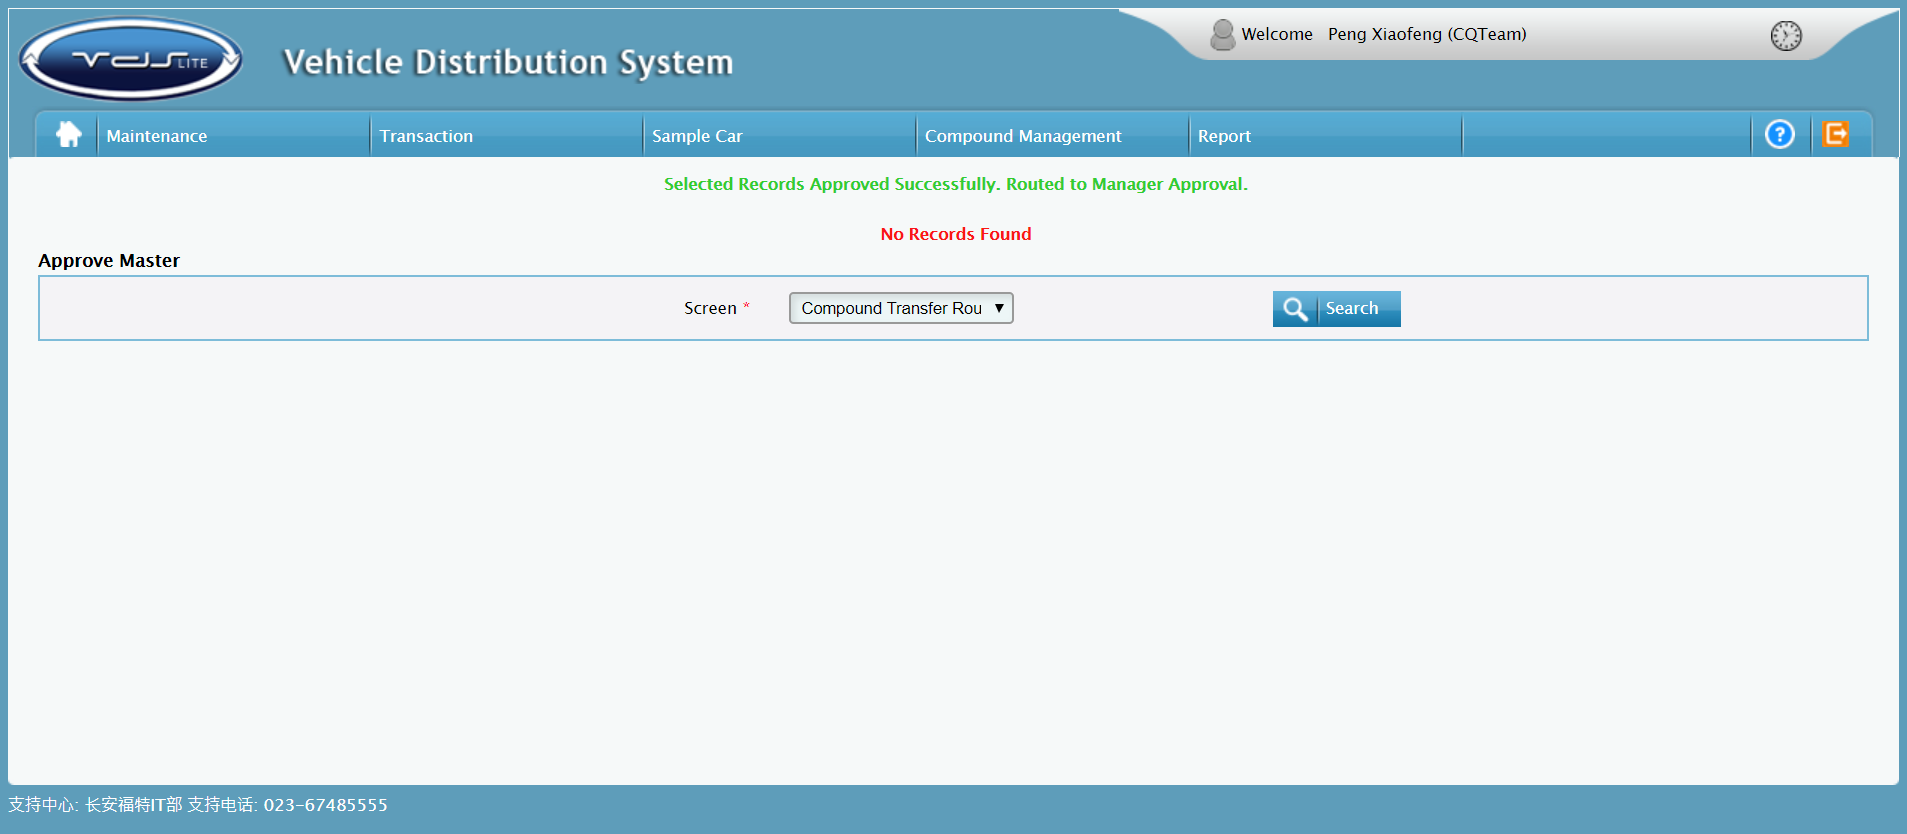 VDS LITE
Vehicle Distribution System
Welcome Peng Xiaofeng (CQTeam)
Maintenance Transaction Sample Car Compound Management Report
Selected Records Approved Successfully. Routed to Manager Approval.
No Records Found
Approve Master
Screen * Compound Transfer Rou Search
支持中心: 长安福特IT部 支持电话: 023-67485555